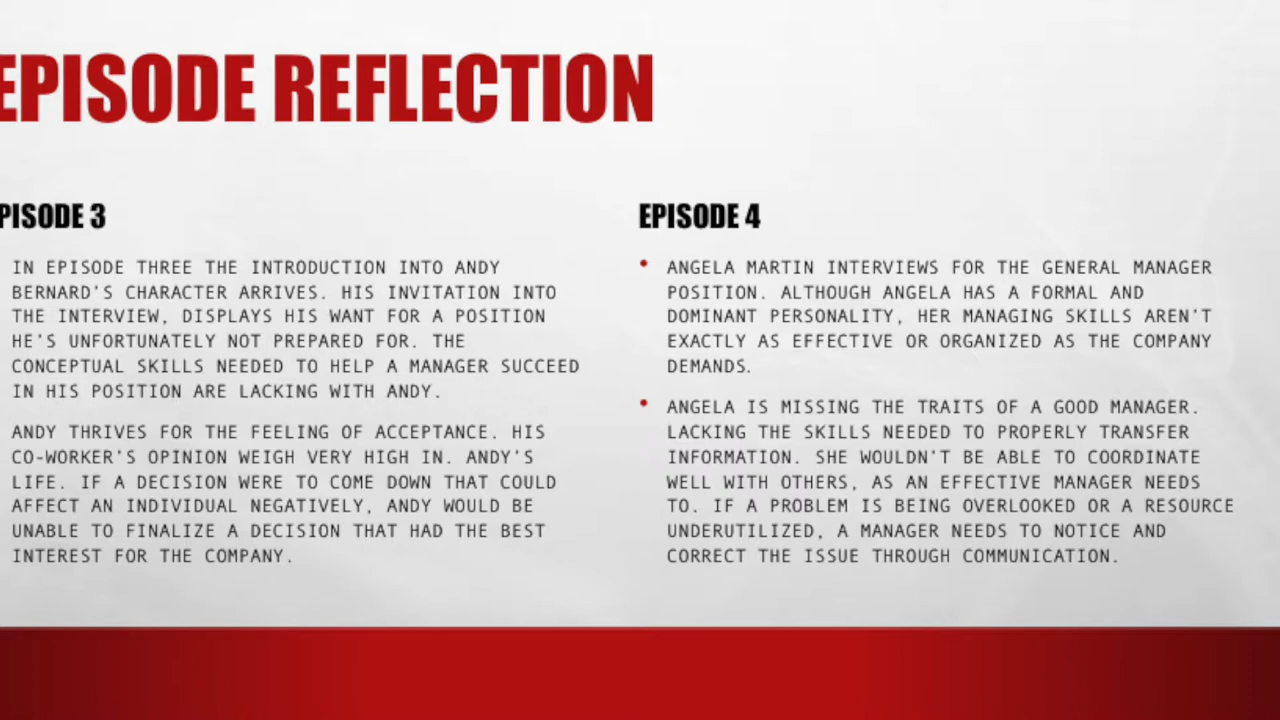 EPISODE REFLECTION
PISODE 3
IN EPISODE THREE THE INTRODUCTION INTO ANDY
BERNARD'S CHARACTER ARRIVES. HIS INVITATION INTO
THE INTERVIEW, DISPLAYS HIS WANT FOR A POSITION
HE'S UNFORTUNATELY NOT PREPARED FOR. THE
CONCEPTUAL SKILLS NEEDED TO HELP A MANAGER SUCCEED
IN HIS POSITION ARE LACKING WITH ANDY.
ANDY THRIVES FOR THE FEELING OF ACCEPTANCE. HIS
CO-WORKER'S OPINION WEIGH VERY HIGH IN. ANDY'S
LIFE. IF A DECISION WERE TO COME DOWN THAT COULD
AFFECT AN INDIVIDUAL NEGATIVELY, ANDY WOULD BE
UNABLE TO FINALIZE A DECISION THAT HAD THE BEST
INTEREST FOR THE COMPANY.
EPISODE 4
• ANGELA MARTIN INTERVIEWS FOR THE GENERAL MANAGER
POSITION. ALTHOUGH ANGELA HAS A FORMAL AND
DOMINANT PERSONALITY, HER MANAGING SKILLS AREN'T
EXACTLY AS EFFECTIVE OR ORGANIZED AS THE COMPANY
DEMANDS.
• ANGELA IS MISSING THE TRAITS OF A GOOD MANAGER.
LACKING THE SKILLS NEEDED TO PROPERLY TRANSFER
INFORMATION. SHE WOULDN'T BE ABLE TO COORDINATE
WELL WITH OTHERS, AS AN EFFECTIVE MANAGER NEEDS
TO. IF A PROBLEM IS BEING OVERLOOKED OR A RESOURCE
UNDERUTILIZED, A MANAGER NEEDS TO NOTICE AND
CORRECT THE ISSUE THROUGH COMMUNICATION.